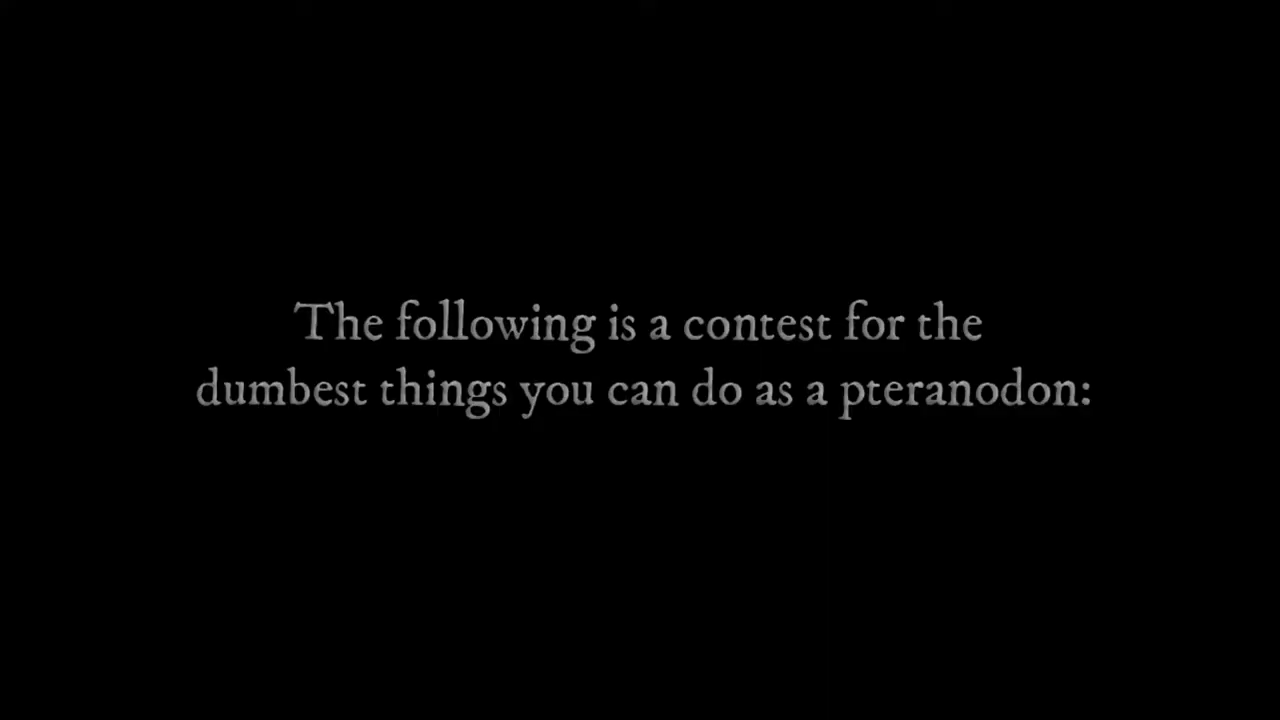 The following is a contest for the
dumbest things you can do as a pteranodon: